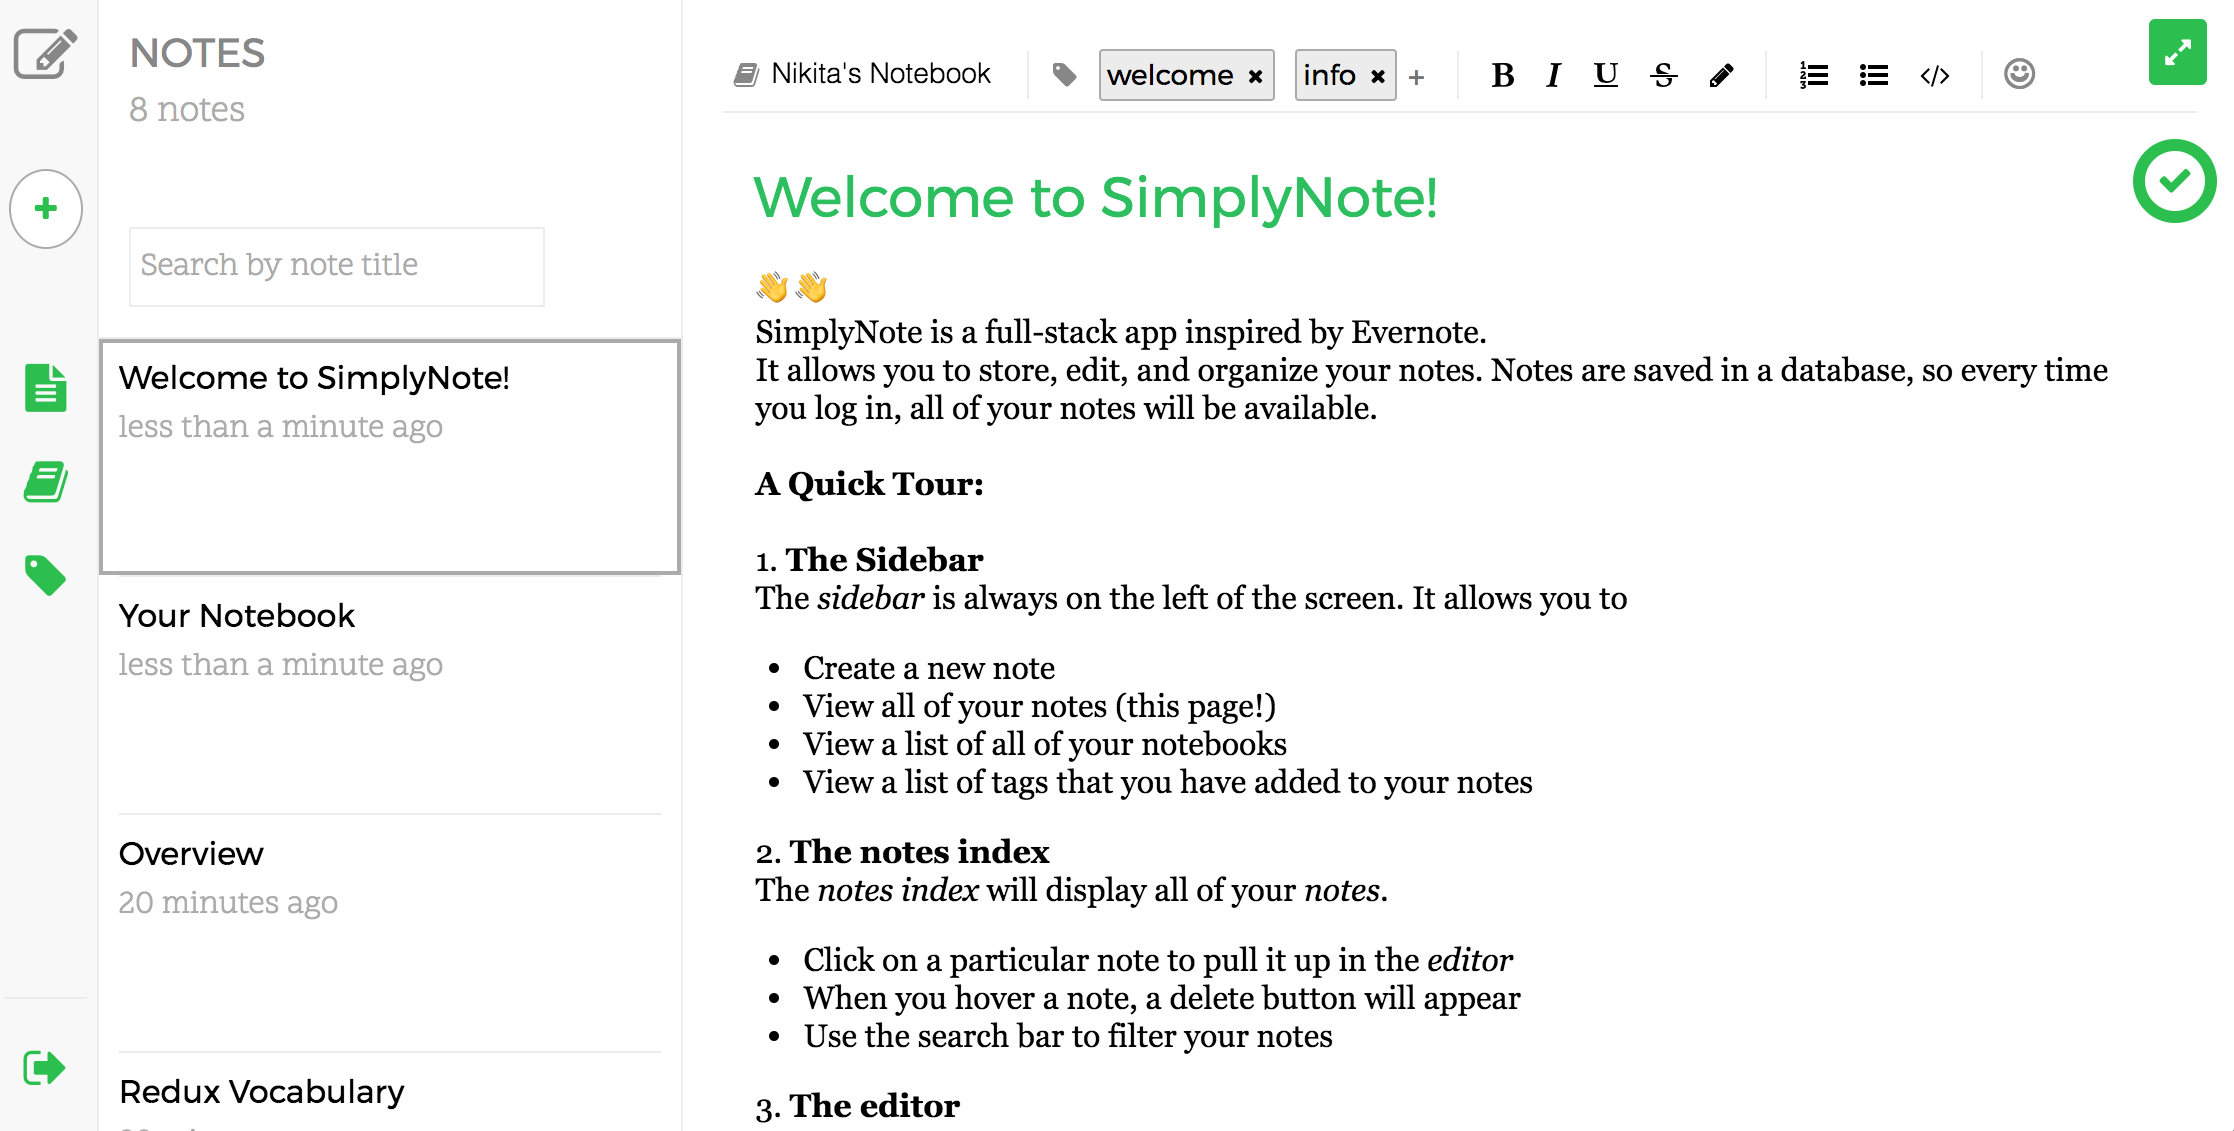 NOTES
8 notes
Search by note title
Welcome to SimplyNote!
less than a minute ago
Your Notebook
less than a minute ago
Overview
20 minutes ago
Redux Vocabulary
Nikita's Notebook
welcome ×
info × +
B I U S
Welcome to SimplyNote!
👋👋
SimplyNote is a full-stack app inspired by Evernote.
It allows you to store, edit, and organize your notes. Notes are saved in a database, so every time
you log in, all of your notes will be available.
A Quick Tour:
1. The Sidebar
The sidebar is always on the left of the screen. It allows you to
• Create a new note
• View all of your notes (this page!)
• View a list of all of your notebooks
• View a list of tags that you have added to your notes
2. The notes index
The notes index will display all of your notes.
• Click on a particular note to pull it up in the editor
• When you hover a note, a delete button will appear
• Use the search bar to filter your notes
3. The editor